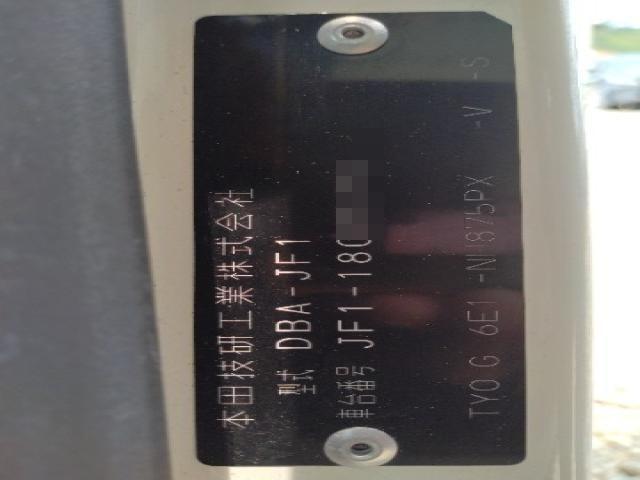 本田技研工業株式会社
型式 DBA-JF1
車台番号 JF1-180
TYO G 6E1 -NH875PX -V -S